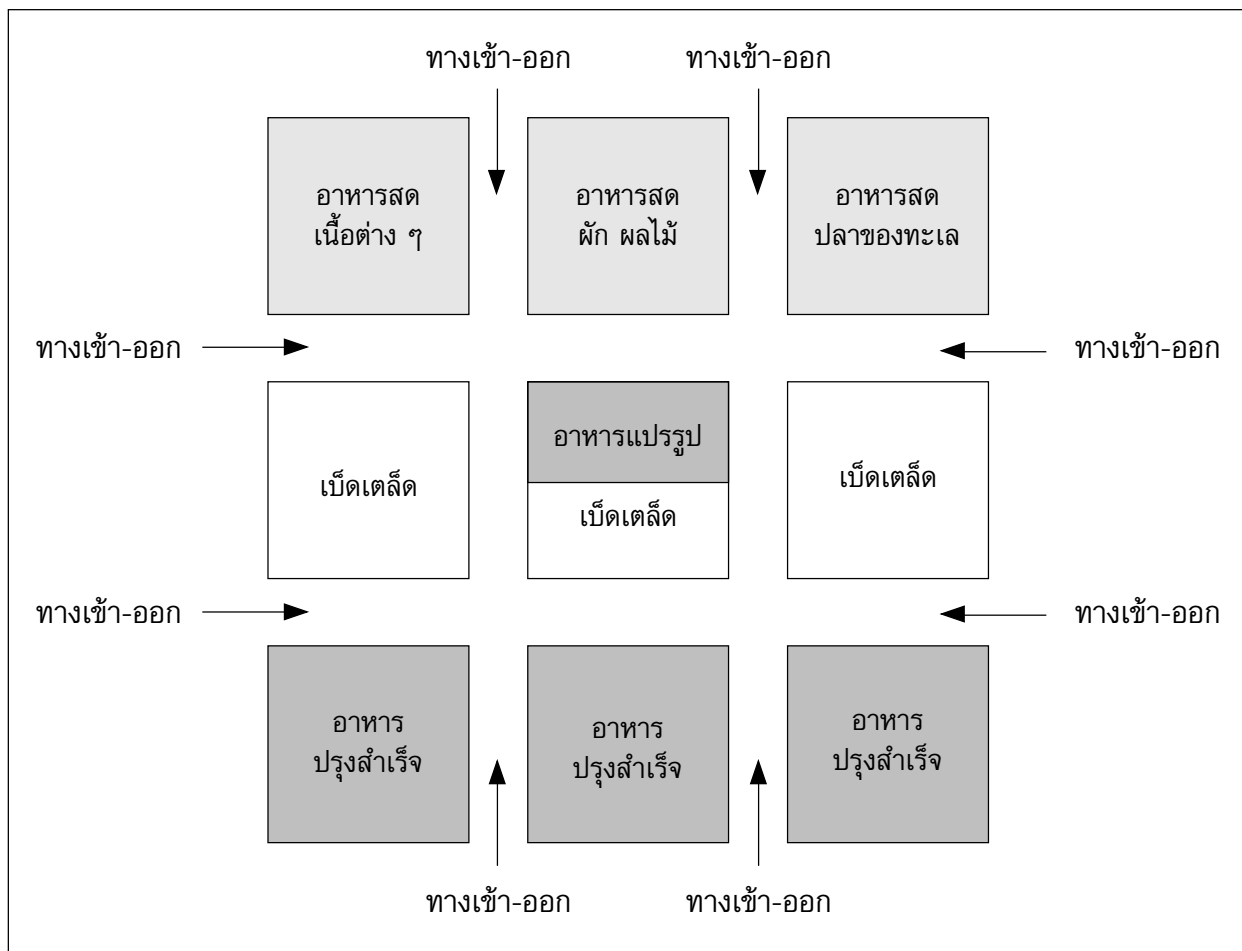 ทางเข้า-ออก ทางเข้า-ออก
อาหารสด
เนื้อต่าง ๆ
อาหารสด
ผัก ผลไม้
อาหารสด
ปลาของทะเล
ทางเข้า-ออก
ทางเข้า-ออก
เบ็ดเตล็ด
อาหารแปรรูป
เบ็ดเตล็ด
เบ็ดเตล็ด
ทางเข้า-ออก
ทางเข้า-ออก
อาหาร
ปรุงสำเร็จ
อาหาร
ปรุงสำเร็จ
อาหาร
ปรุงสำเร็จ
ทางเข้า-ออก ทางเข้า-ออก